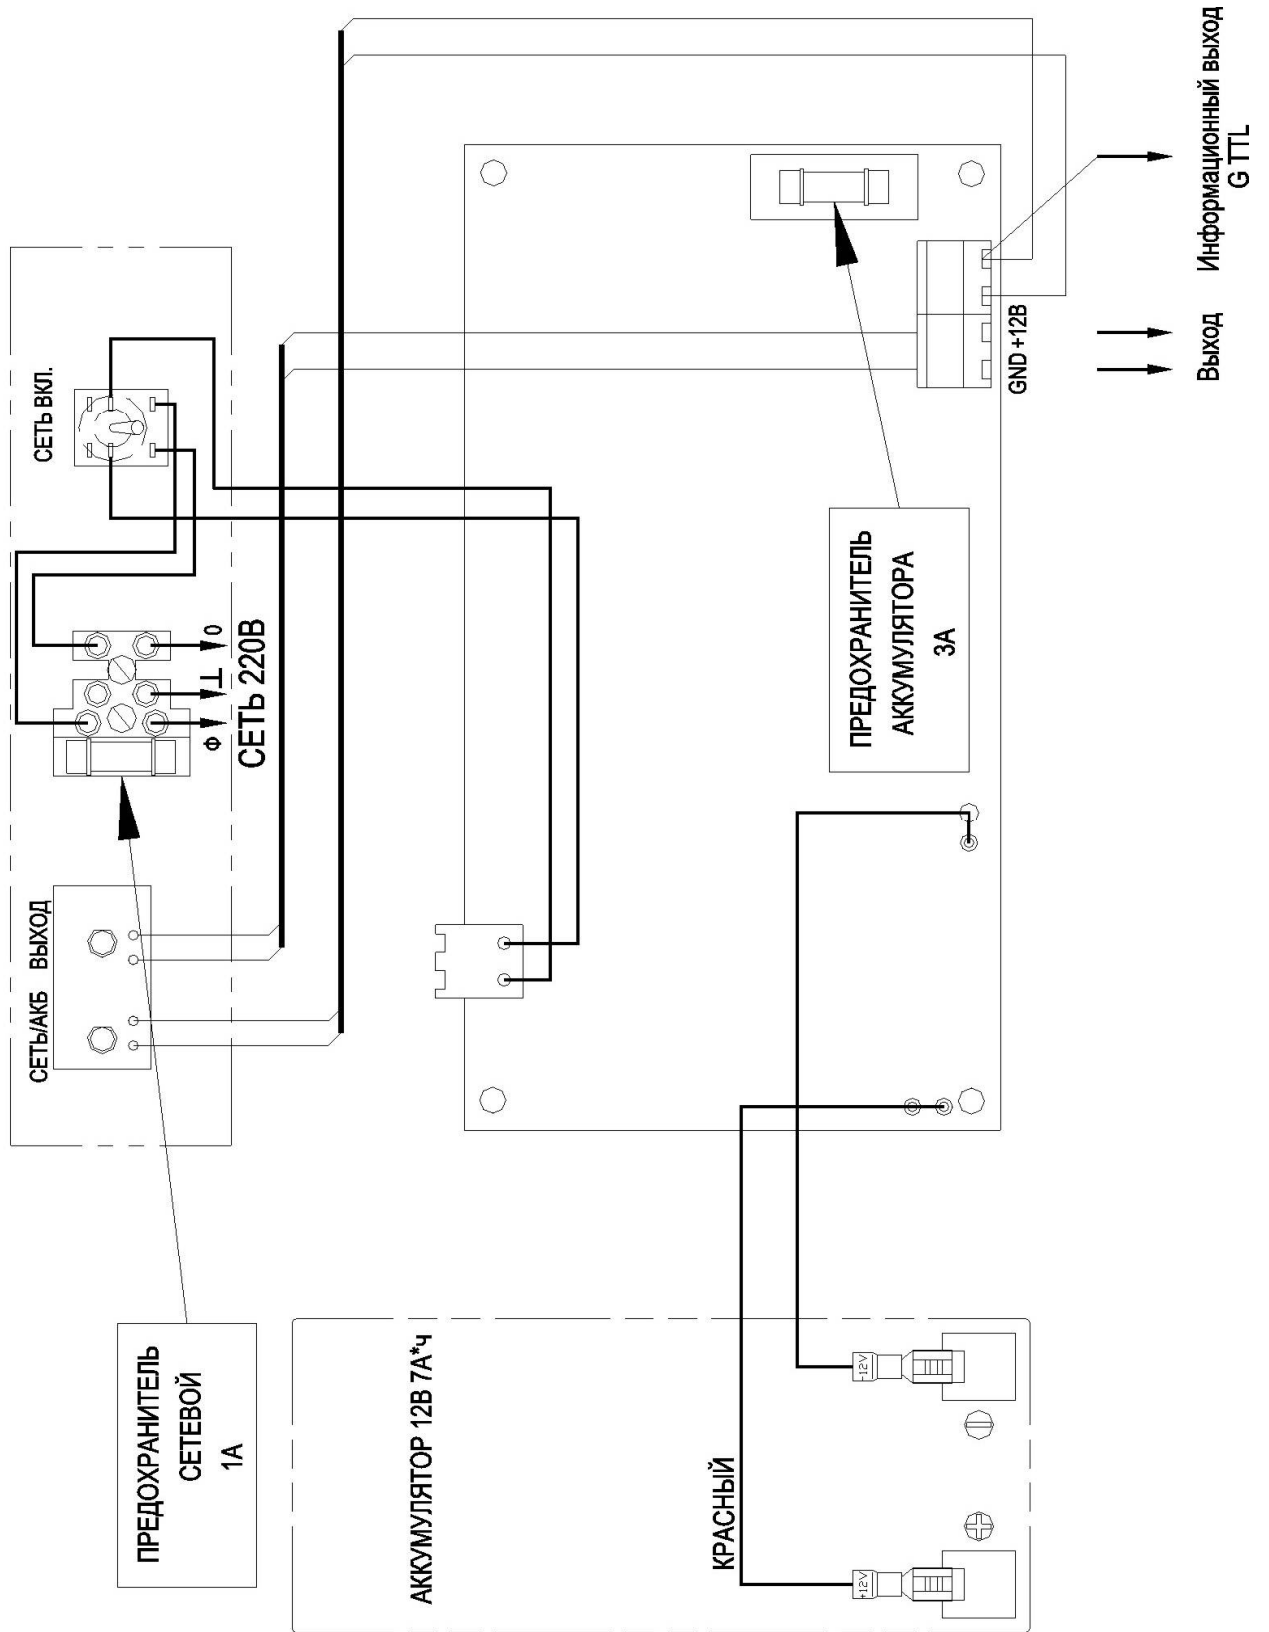 ПРЕДОХРАНИТЕЛЬ
СЕТЕВОЙ
1А
СЕТЬ/АКБ
ВЫХОД
Ф
⊥
0
СЕТЬ 220В
СЕТЬ ВКЛ.
АККУМУЛЯТОР 12В 7А*ч
КРАСНЫЙ
+12V
-12V
ПРЕДОХРАНИТЕЛЬ
АККУМУЛЯТОРА
3А
GND +12В
Выход
Информационный выход
G TTL